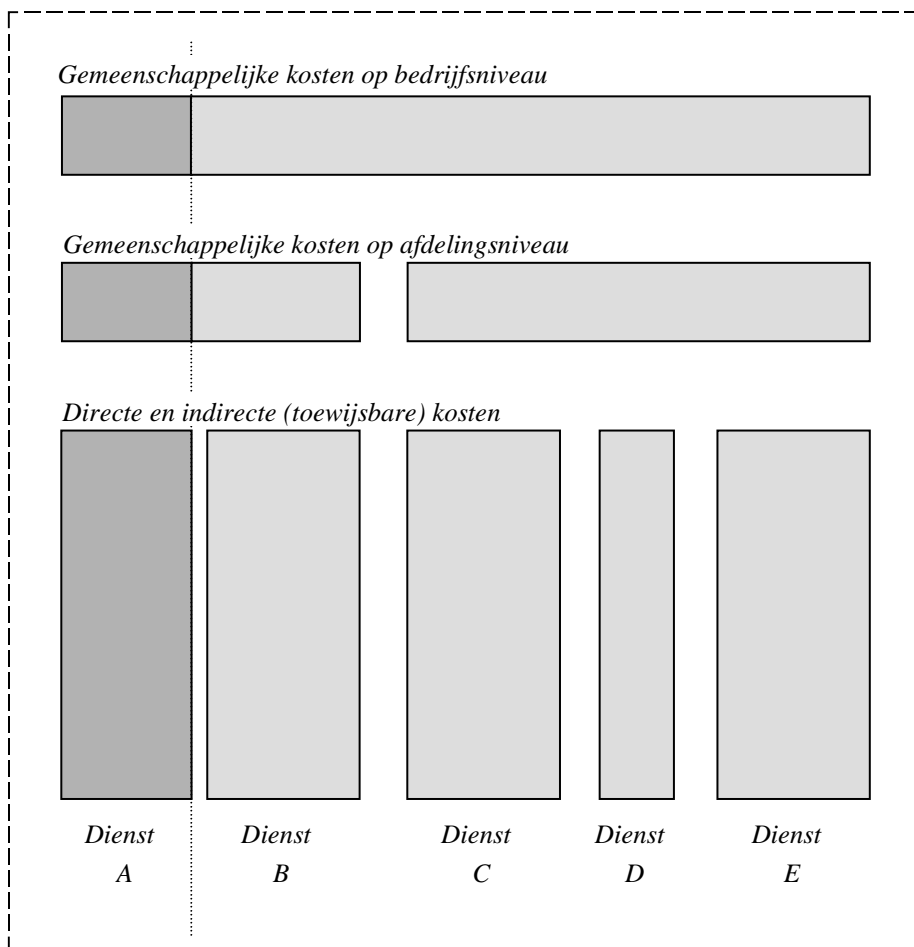 Gemeenschappelijke kosten op bedrijfsniveau
Gemeenschappelijke kosten op afdelingsniveau
Directe en indirecte (toewijsbare) kosten
Dienst A
Dienst B
Dienst C
Dienst D
Dienst E